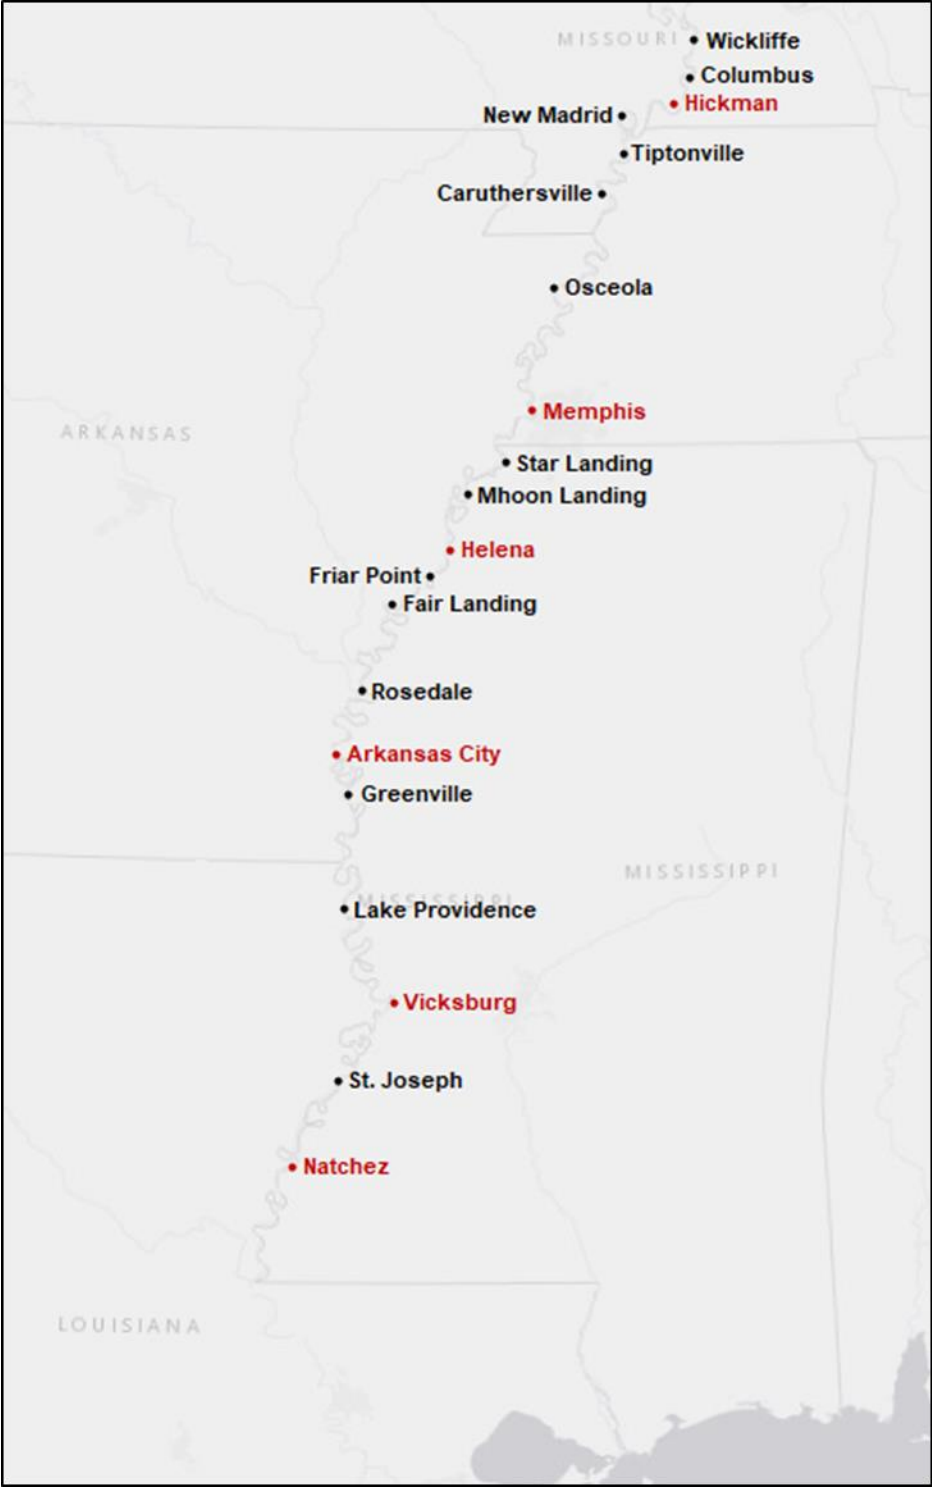 MISSOURI
Wickliffe
Columbus
Hickman
New Madrid
Tiptonville
Caruthersville
Osceola
Memphis
ARKANSAS
Star Landing
Mhoon Landing
Helena
Friar Point
Fair Landing
Rosedale
Arkansas City
Greenville
MISSISSIPPI
MISSISSIPPI
Lake Providence
Vicksburg
St. Joseph
Natchez
LOUISIANA